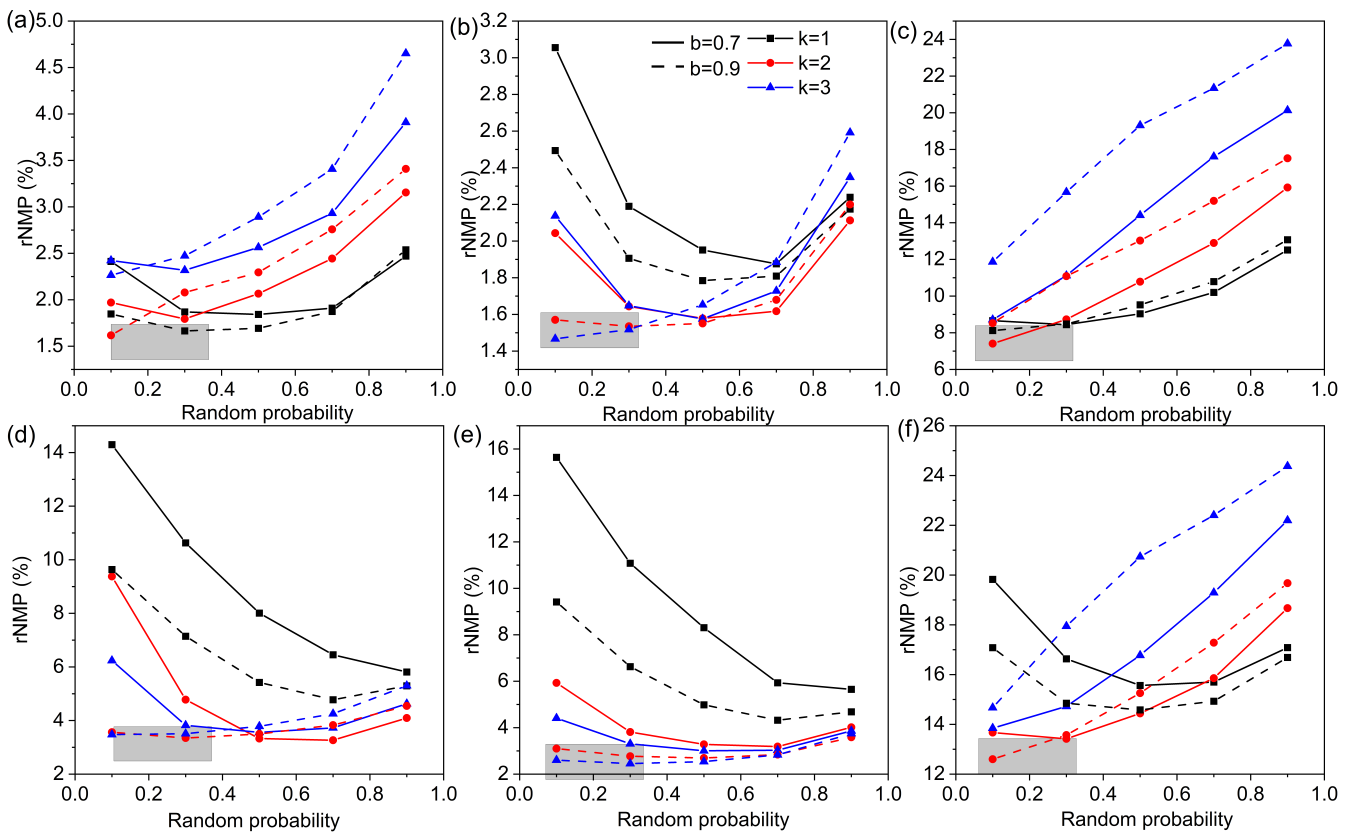 (a)
5.0
4.5
4.0
3.5
3.0
2.5
2.0
1.5
rNMP (%)
0.0 0.2 0.4 0.6 0.8 1.0
Random probability
(b)
3.2
3.0
2.8
2.6
2.4
2.2
2.0
1.8
1.6
1.4
rNMP (%)
b=0.7
b=0.9
k=1
k=2
k=3
0.0 0.2 0.4 0.6 0.8 1.0
Random probability
(c)
24
22
20
18
16
14
12
10
8
6
rNMP (%)
0.0 0.2 0.4 0.6 0.8 1.0
Random probability
(d)
14
12
10
8
6
4
2
rNMP (%)
0.0 0.2 0.4 0.6 0.8 1.0
Random probability
(e)
16
14
12
10
8
6
4
2
rNMP (%)
0.0 0.2 0.4 0.6 0.8 1.0
Random probability
(f)
26
24
22
20
18
16
14
12
rNMP (%)
0.0 0.2 0.4 0.6 0.8 1.0
Random probability